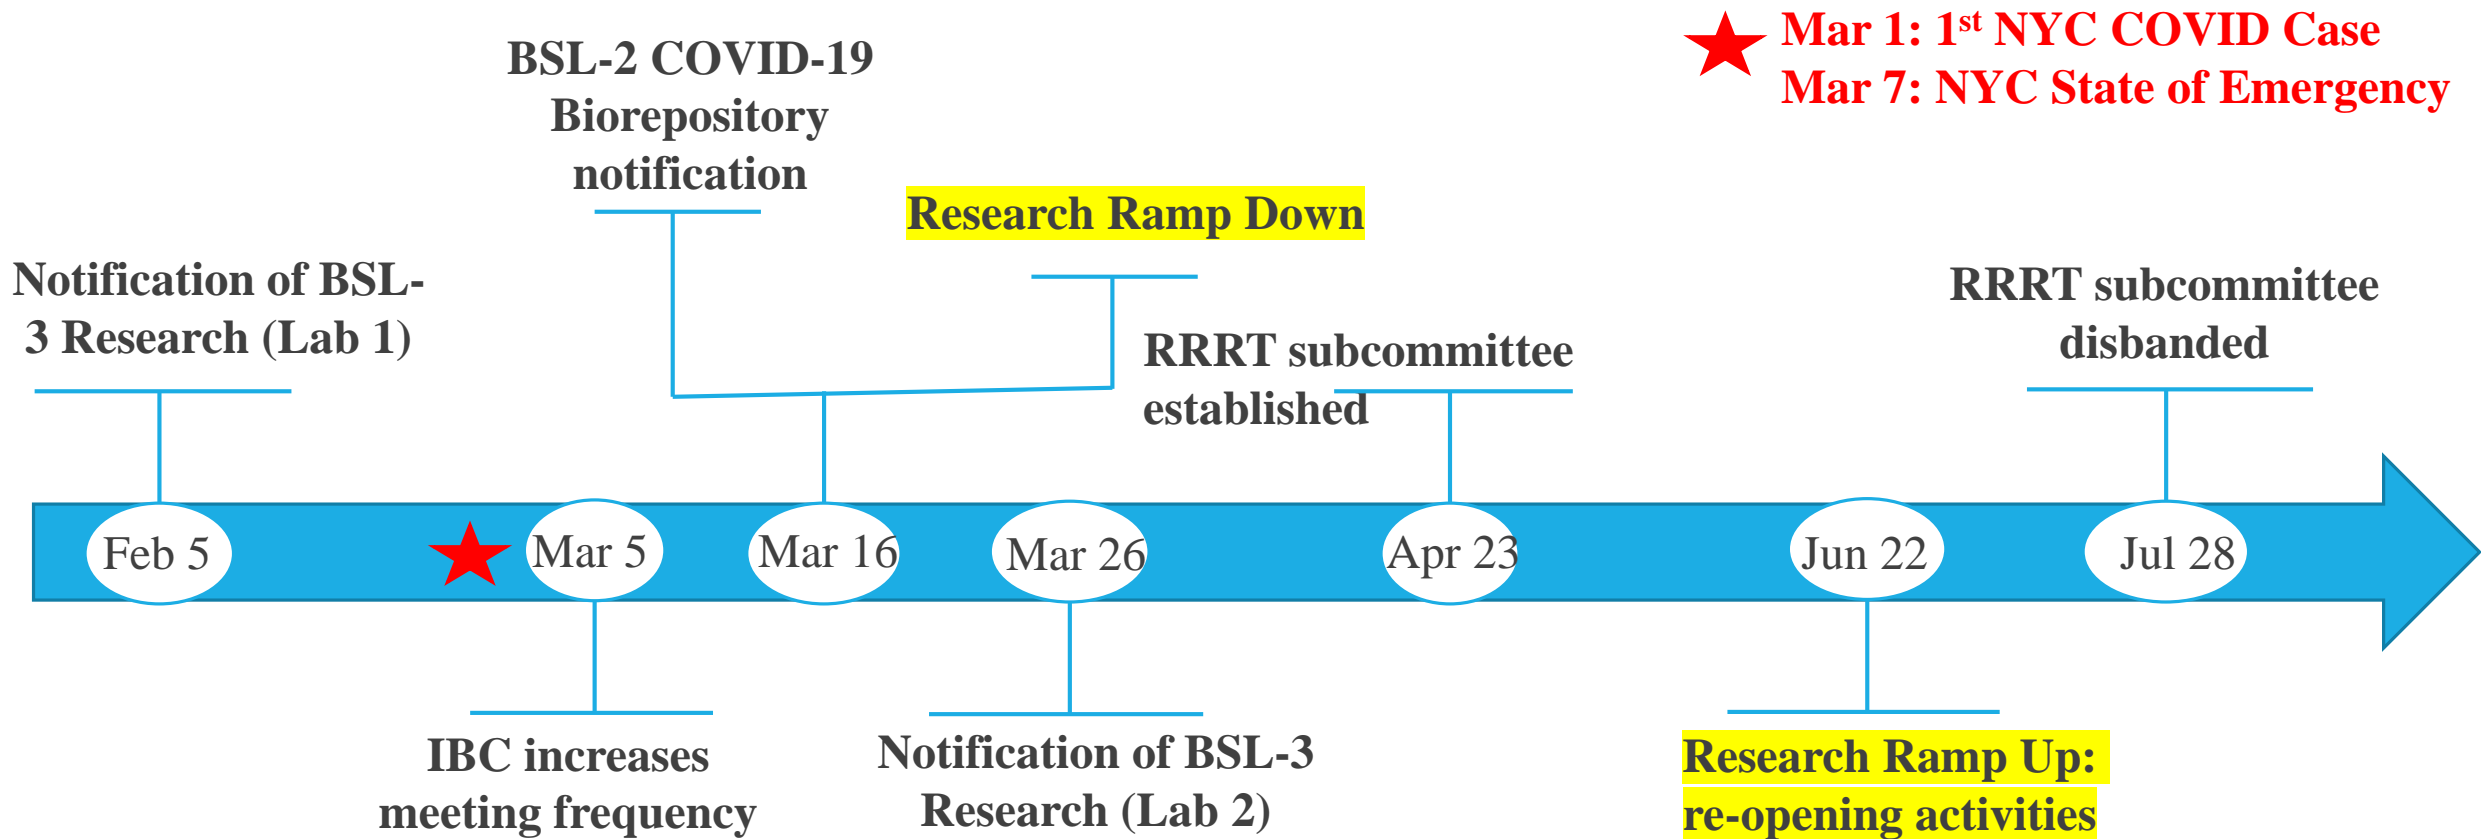 Mar 1: 1st NYC COVID Case
Mar 7: NYC State of Emergency
BSL-2 COVID-19
Biorepository
notification
Research Ramp Down
Notification of BSL-
3 Research (Lab 1)
RRRT subcommittee
established
RRRT subcommittee
disbanded
Feb 5
Mar 5
Mar 16
Mar 26
Apr 23
Jun 22
Jul 28
IBC increases
meeting frequency
Notification of BSL-3
Research (Lab 2)
Research Ramp Up:
re-opening activities